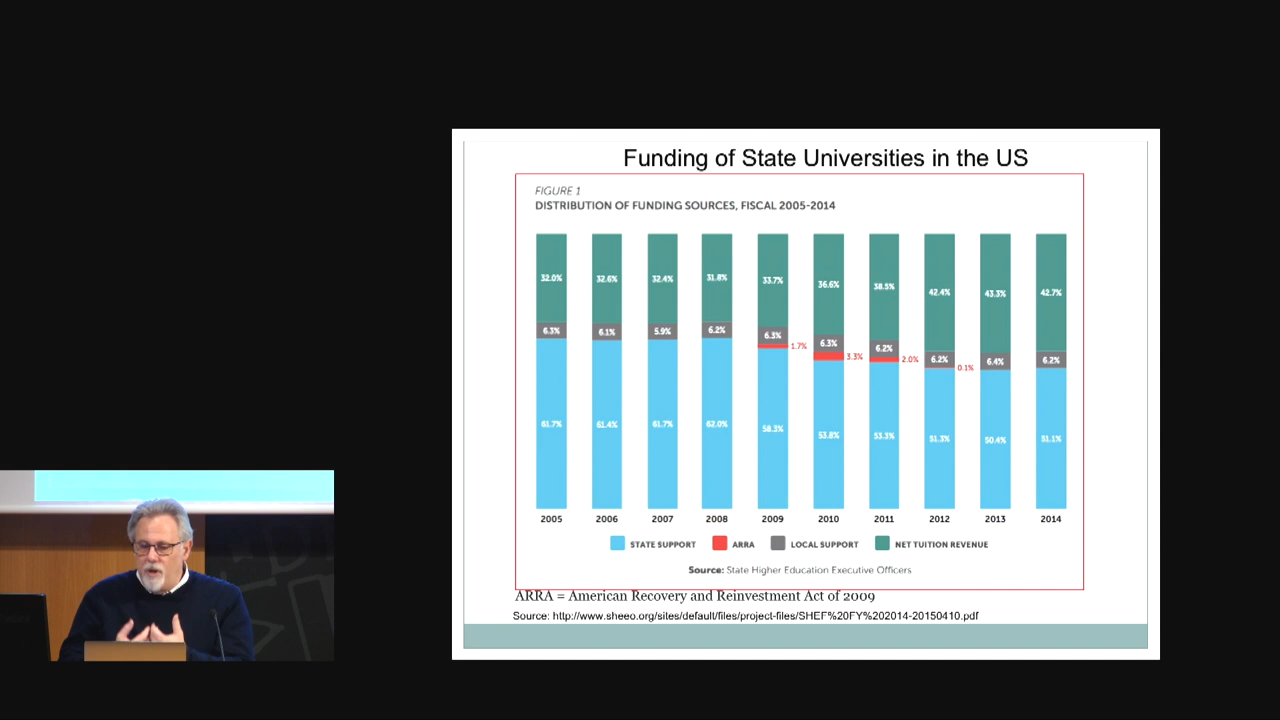 Funding of State Universities in the US
FIGURE 1
DISTRIBUTION OF FUNDING SOURCES, FISCAL 2005-2014
32.0% 32.6% 32.4% 31.8% 33.7% 36.6% 38.5% 42.4% 43.3% 42.7%
6.3% 6.1% 5.9% 6.2% 6.3% 6.3% 6.2% 6.2% 6.4% 6.2%
1.7% 3.3% 2.0% 0.1%
61.7% 61.4% 61.7% 62.0% 58.3% 53.8% 53.3% 51.3% 50.4% 51.1%
2005 2006 2007 2008 2009 2010 2011 2012 2013 2014
STATE SUPPORT ARRA LOCAL SUPPORT NET TUITION REVENUE
Source: State Higher Education Executive Officers
ARRA = American Recovery and Reinvestment Act of 2009
Source: http://www.sheeo.org/sites/default/files/project-files/SHEF%20FY%202014-20150410.pdf